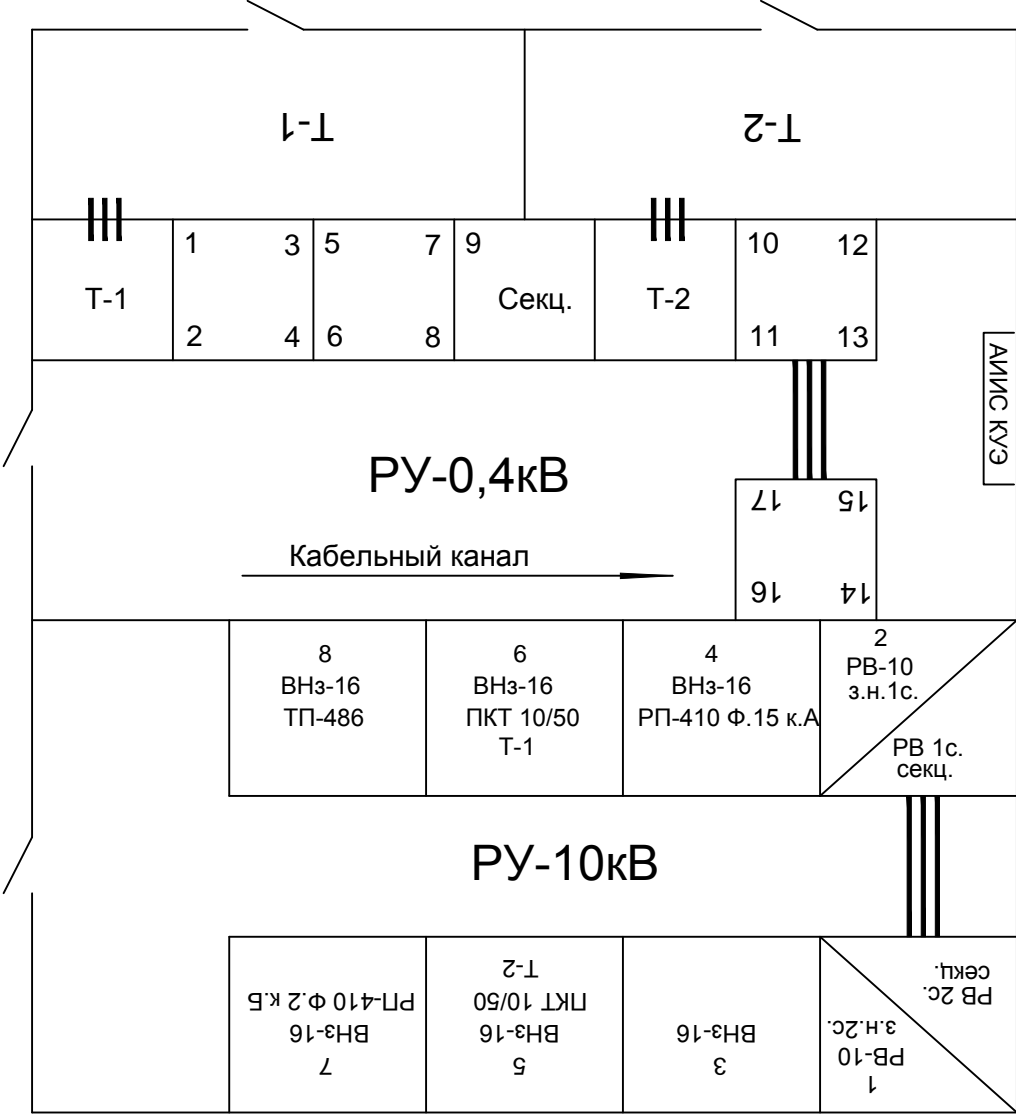 Т-1
Т-2
Т-1
1
3
2
4
5
7
6
8
9
Секц.
Т-2
10
12
11
13
АИИС КУЭ
РУ-0,4кВ
17
15
16
14
Кабельный канал
8
ВНз-16
ТП-486
6
ВНз-16
ПКТ 10/50
Т-1
4
ВНз-16
РП-410 Ф.15 к.А
2
РВ-10
з.н.1с.
РВ 1с.
секц.
РУ-10кВ
7
ВНз-16
РП-410 Ф.2 к.Б
5
ВНз-16
ПКТ 10/50
Т-2
3
ВНз-16
1
РВ-10
з.н.2с.
РВ 2с.
секц.